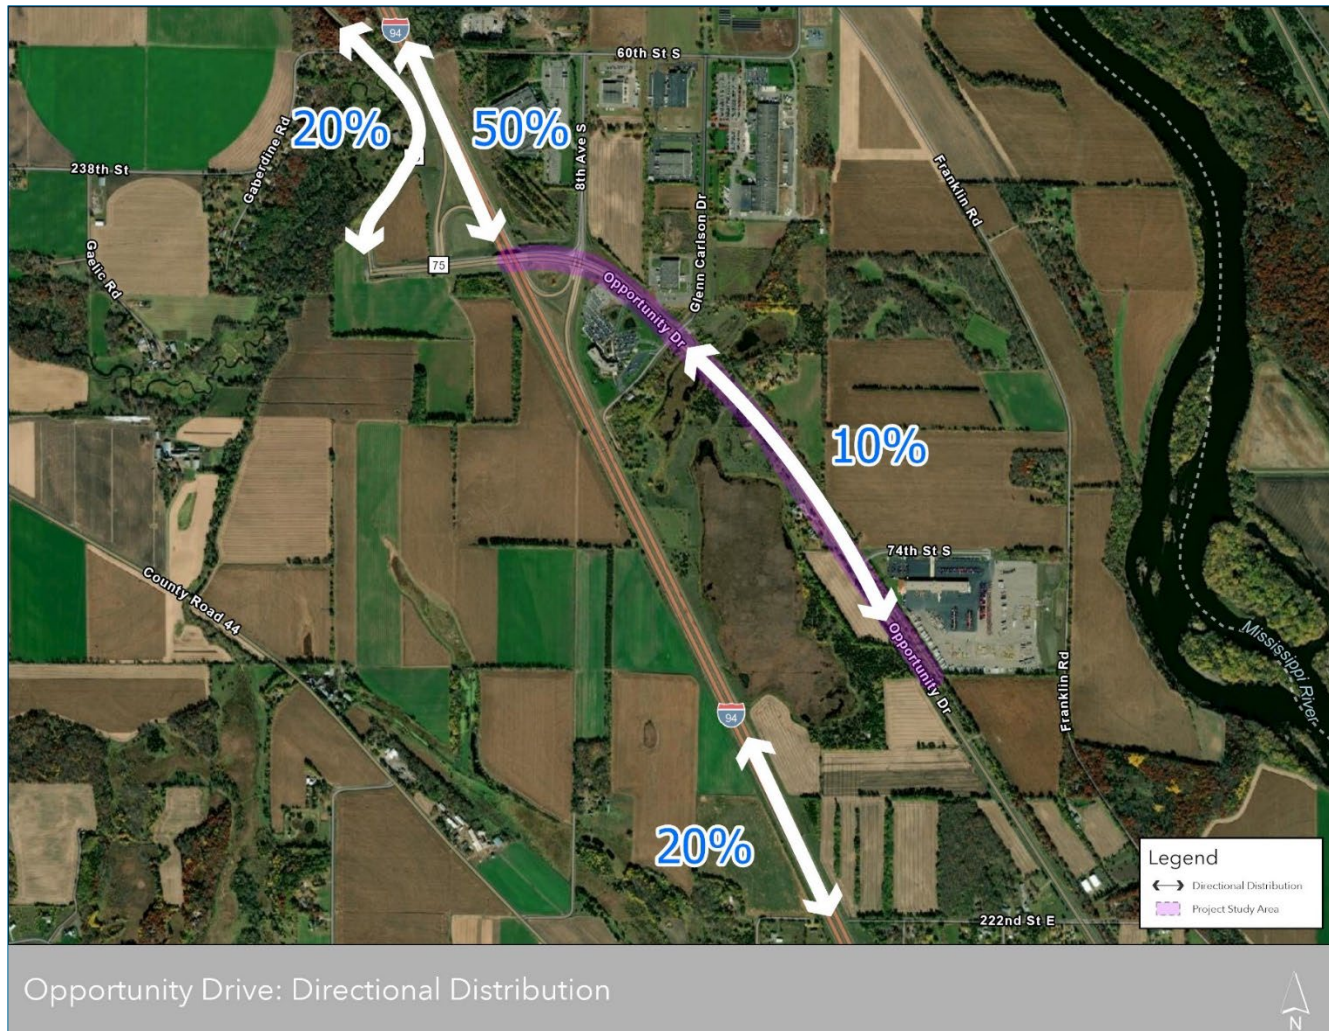 94
60th St S
20%
50%
8th Ave S
Gaberdine Rd
238th St
Franklin Rd
Glenn Carlson Dr
Gaelic Rd
75
Opportunity Dr
10%
74th St S
County Road 44
Opportunity Dr
Mississippi River
Franklin Rd
94
20%
222nd St E
Legend
Directional Distribution
Project Study Area
Opportunity Drive: Directional Distribution
N